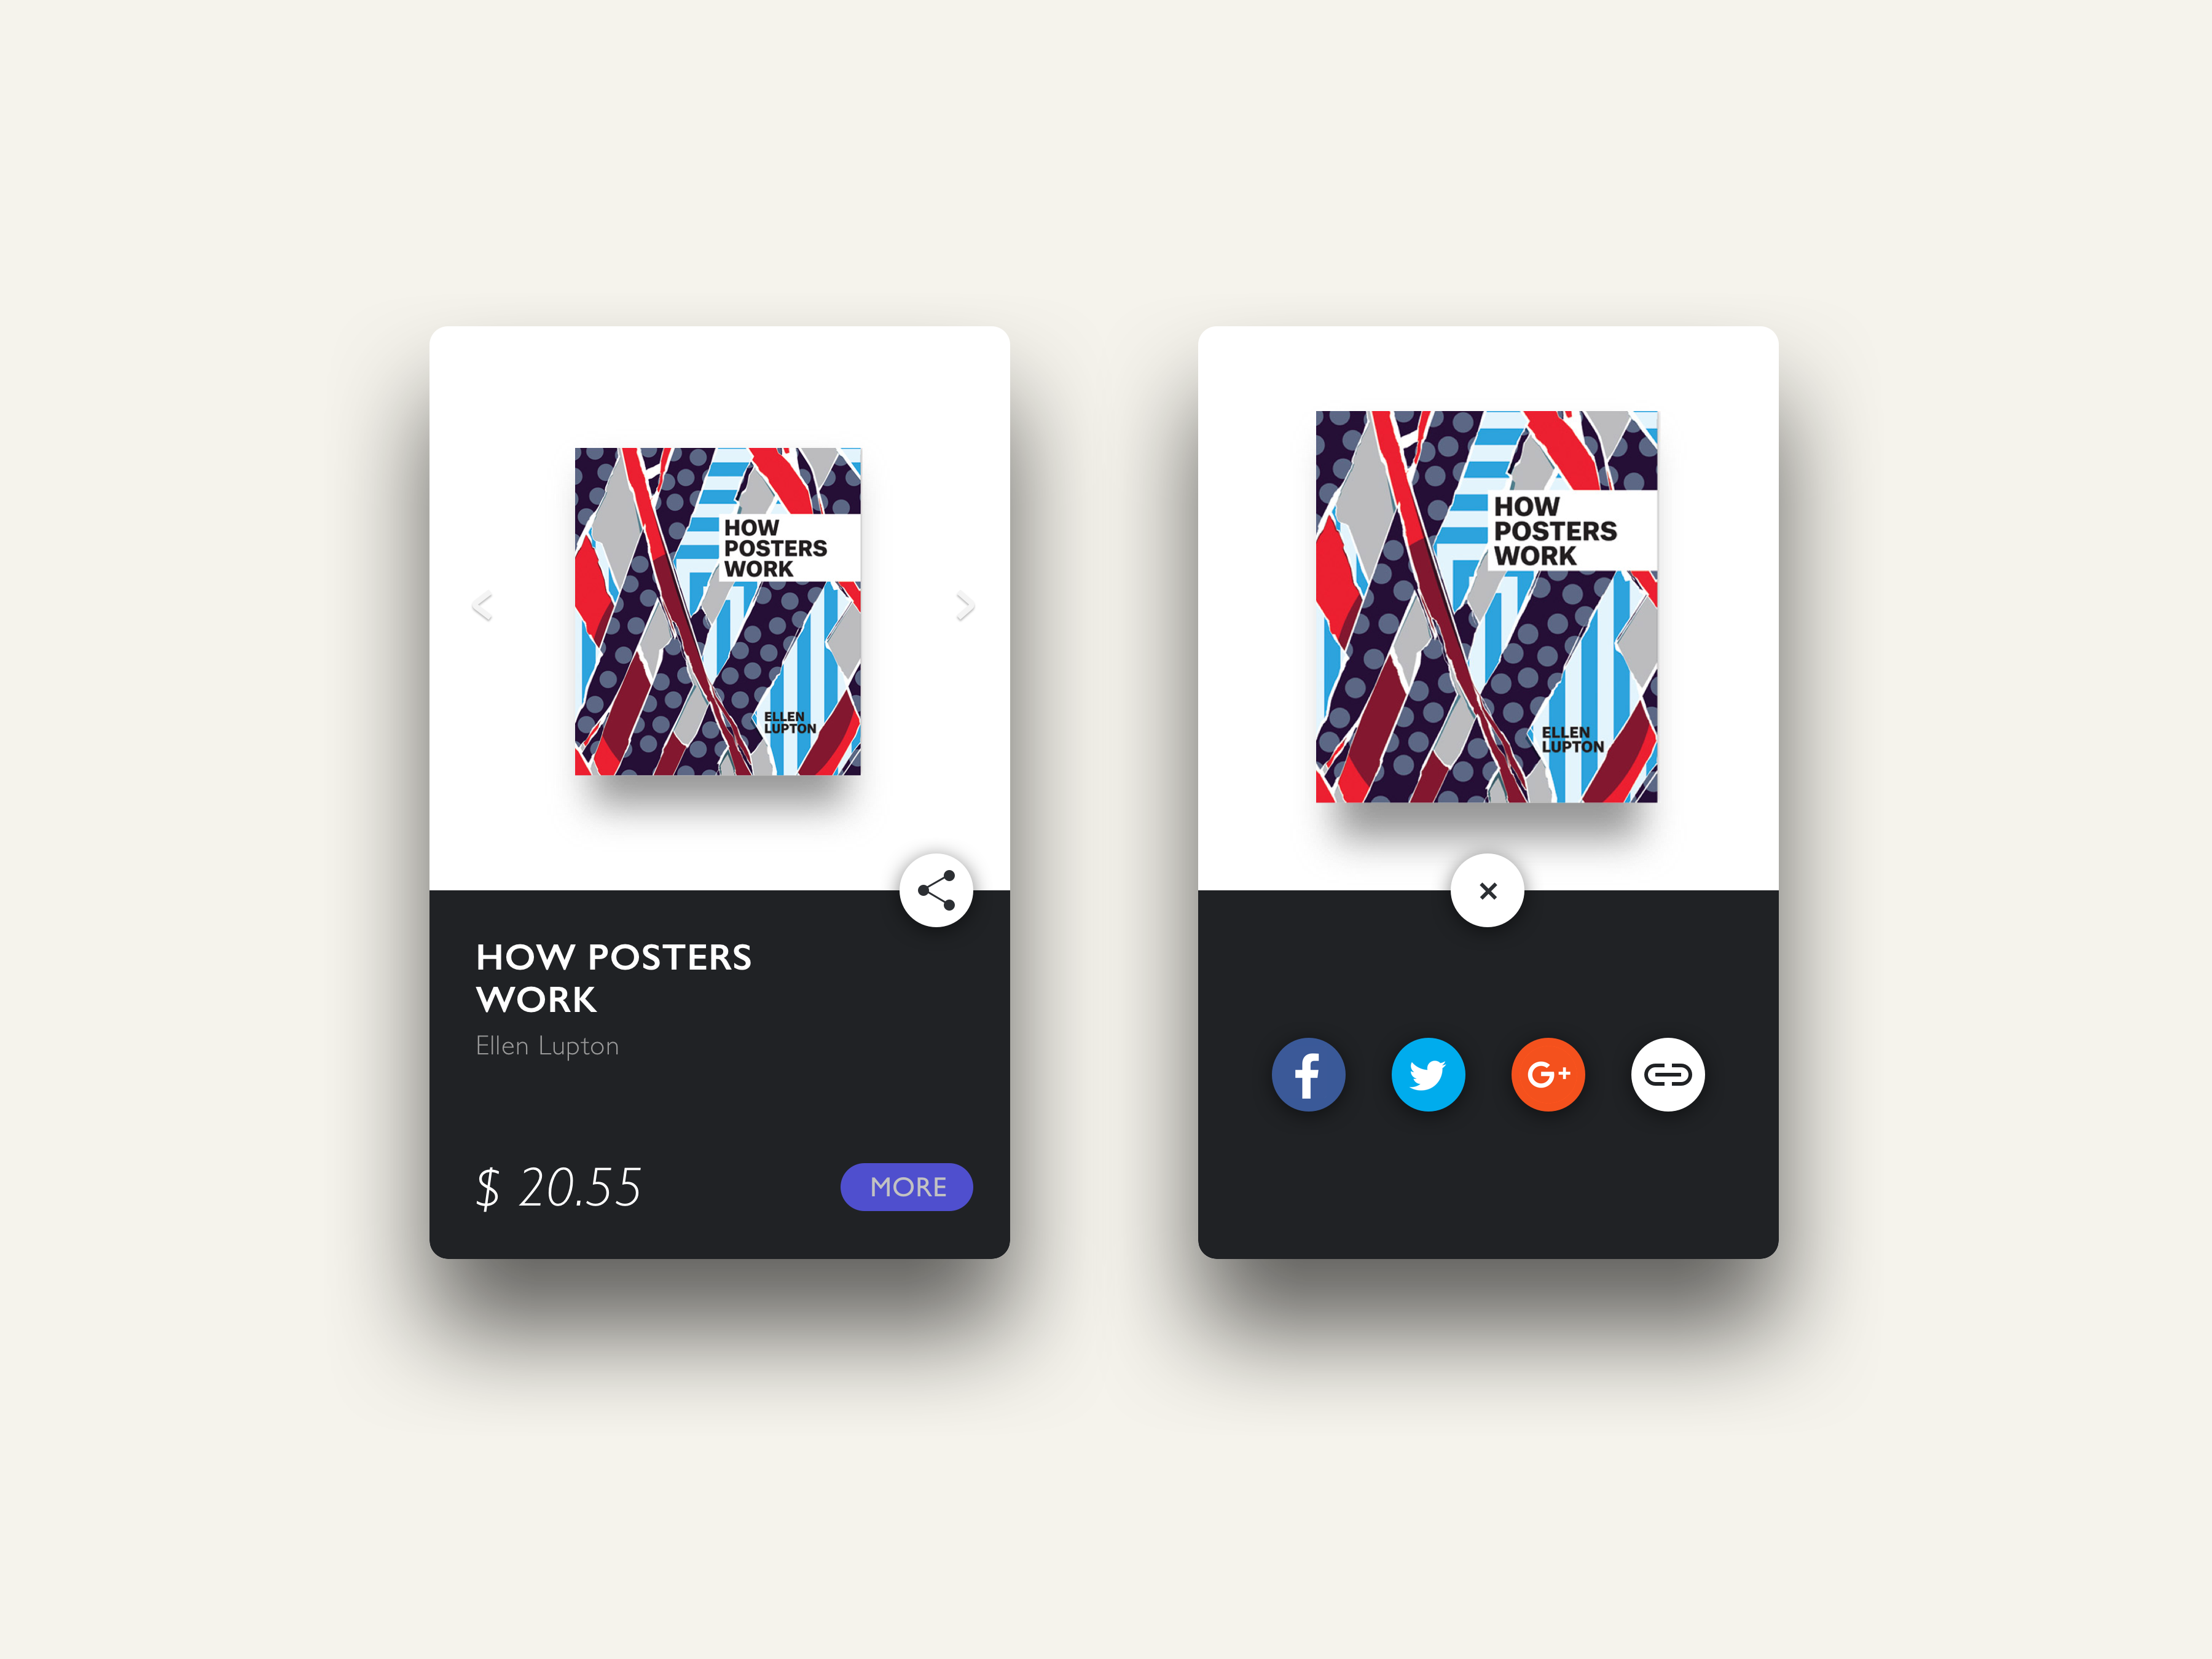 HOW
POSTERS
WORK
ELLEN
LUPTON
HOW POSTERS
WORK
Ellen Lupton
$ 20.55
MORE
HOW
POSTERS
WORK
ELLEN
LUPTON
G+